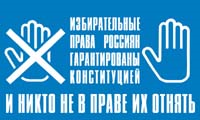 ИЗБИРАТЕЛЬНЫЕ
ПРАВА РОССИЯН
ГАРАНТИРОВАНЫ
КОНСТИТУЦИЕЙ
И НИКТО НЕ В ПРАВЕ ИХ ОТНЯТЬ